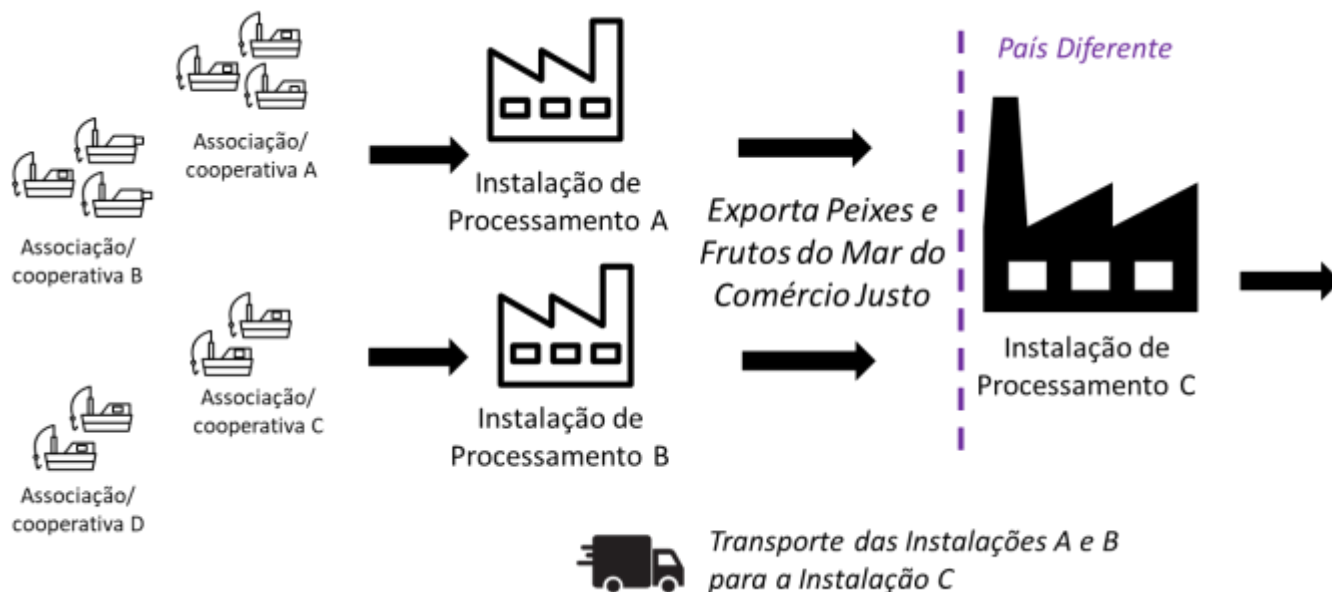 Associação/
cooperativa A
Associação/
cooperativa B
Associação/
cooperativa C
Associação/
cooperativa D
Instalação de
Processamento A
Instalação de
Processamento B
Exporta Peixes e
Frutos do Mar do
Comércio Justo
País Diferente
Instalação de
Processamento C
Transporte das Instalações A e B
para a Instalação C